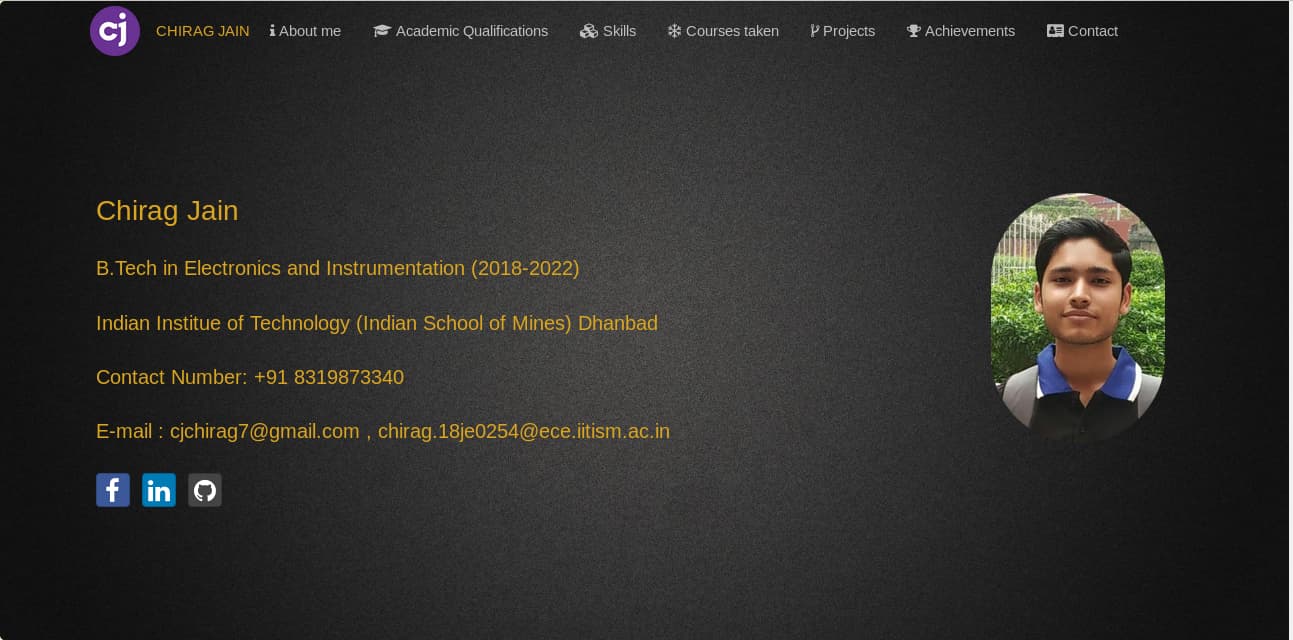 cj CHIRAG JAIN About me Academic Qualifications Skills Courses taken Projects Achievements Contact
Chirag Jain
B.Tech in Electronics and Instrumentation (2018-2022)
Indian Institue of Technology (Indian School of Mines) Dhanbad
Contact Number: +91 8319873340
E-mail : cjchirag7@gmail.com , chirag.18je0254@ece.iitism.ac.in
f in